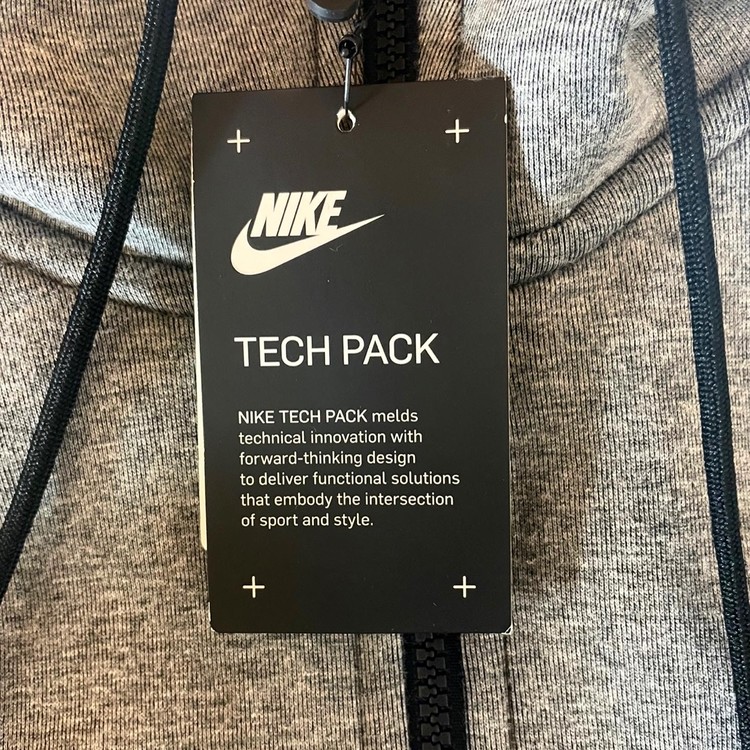 NIKE
TECH PACK
NIKE TECH PACK melds
technical innovation with
forward-thinking design
to deliver functional solutions
that embody the intersection
of sport and style.